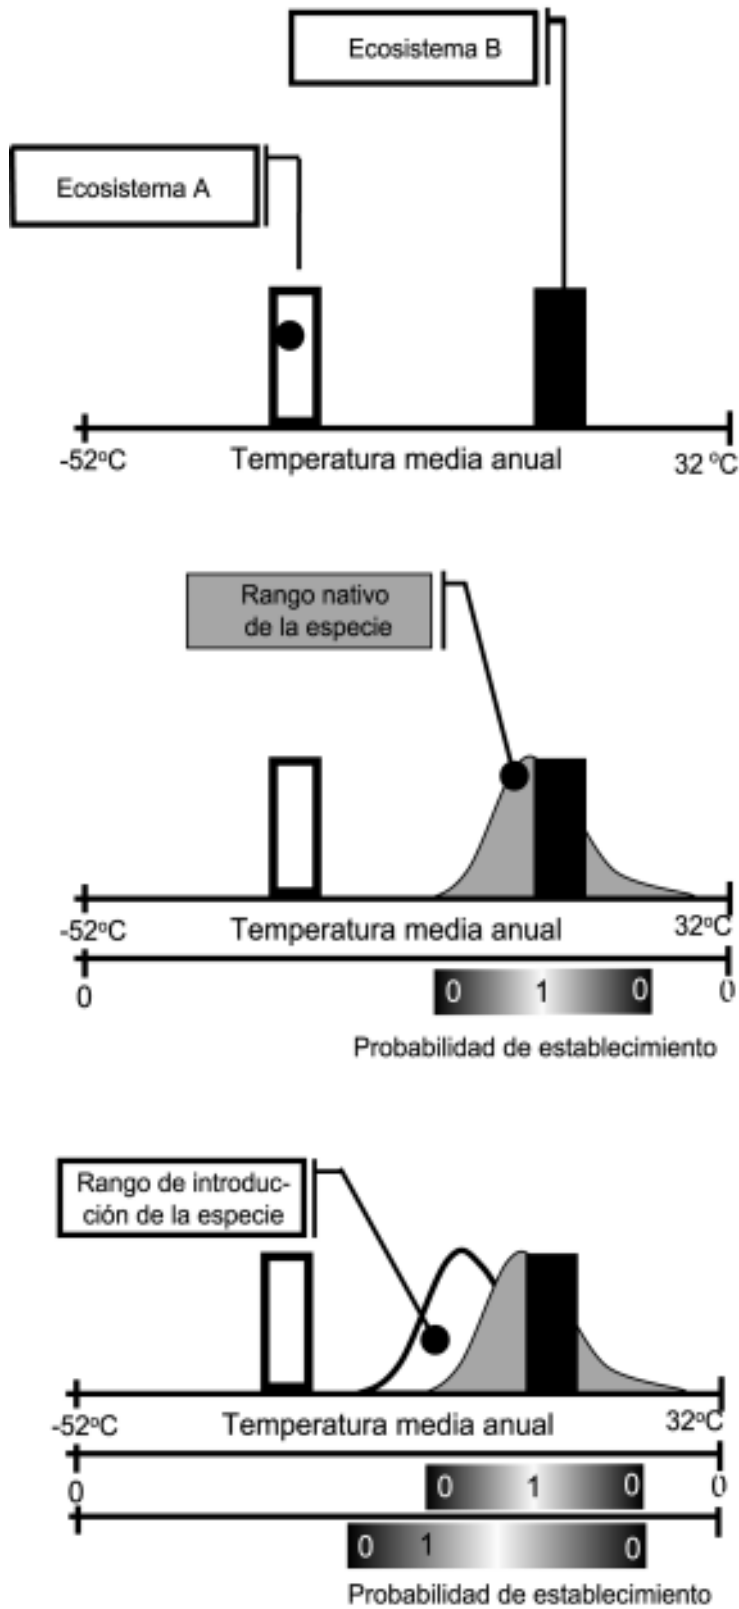 Ecosistema B
Ecosistema A
-52ºC
Temperatura media anual
32 ºC
Rango nativo
de la especie
-52ºC
Temperatura media anual
32ºC
0
0 1 0
0
Probabilidad de establecimiento
Rango de introduc-
ción de la especie
-52ºC
Temperatura media anual
32ºC
0
0 1 0
0
0 1 0
Probabilidad de establecimiento